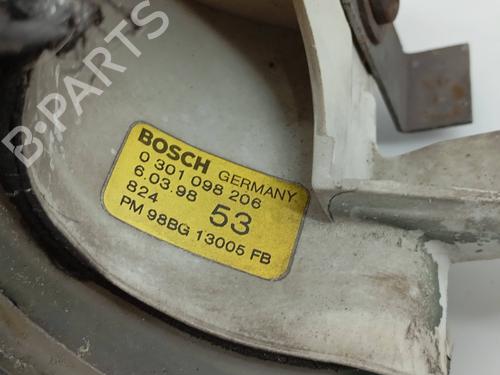 B-PARTS
BOSCH GERMANY
0 301 098 206
6.03.98 53
824
PM 98BG 13005 FB